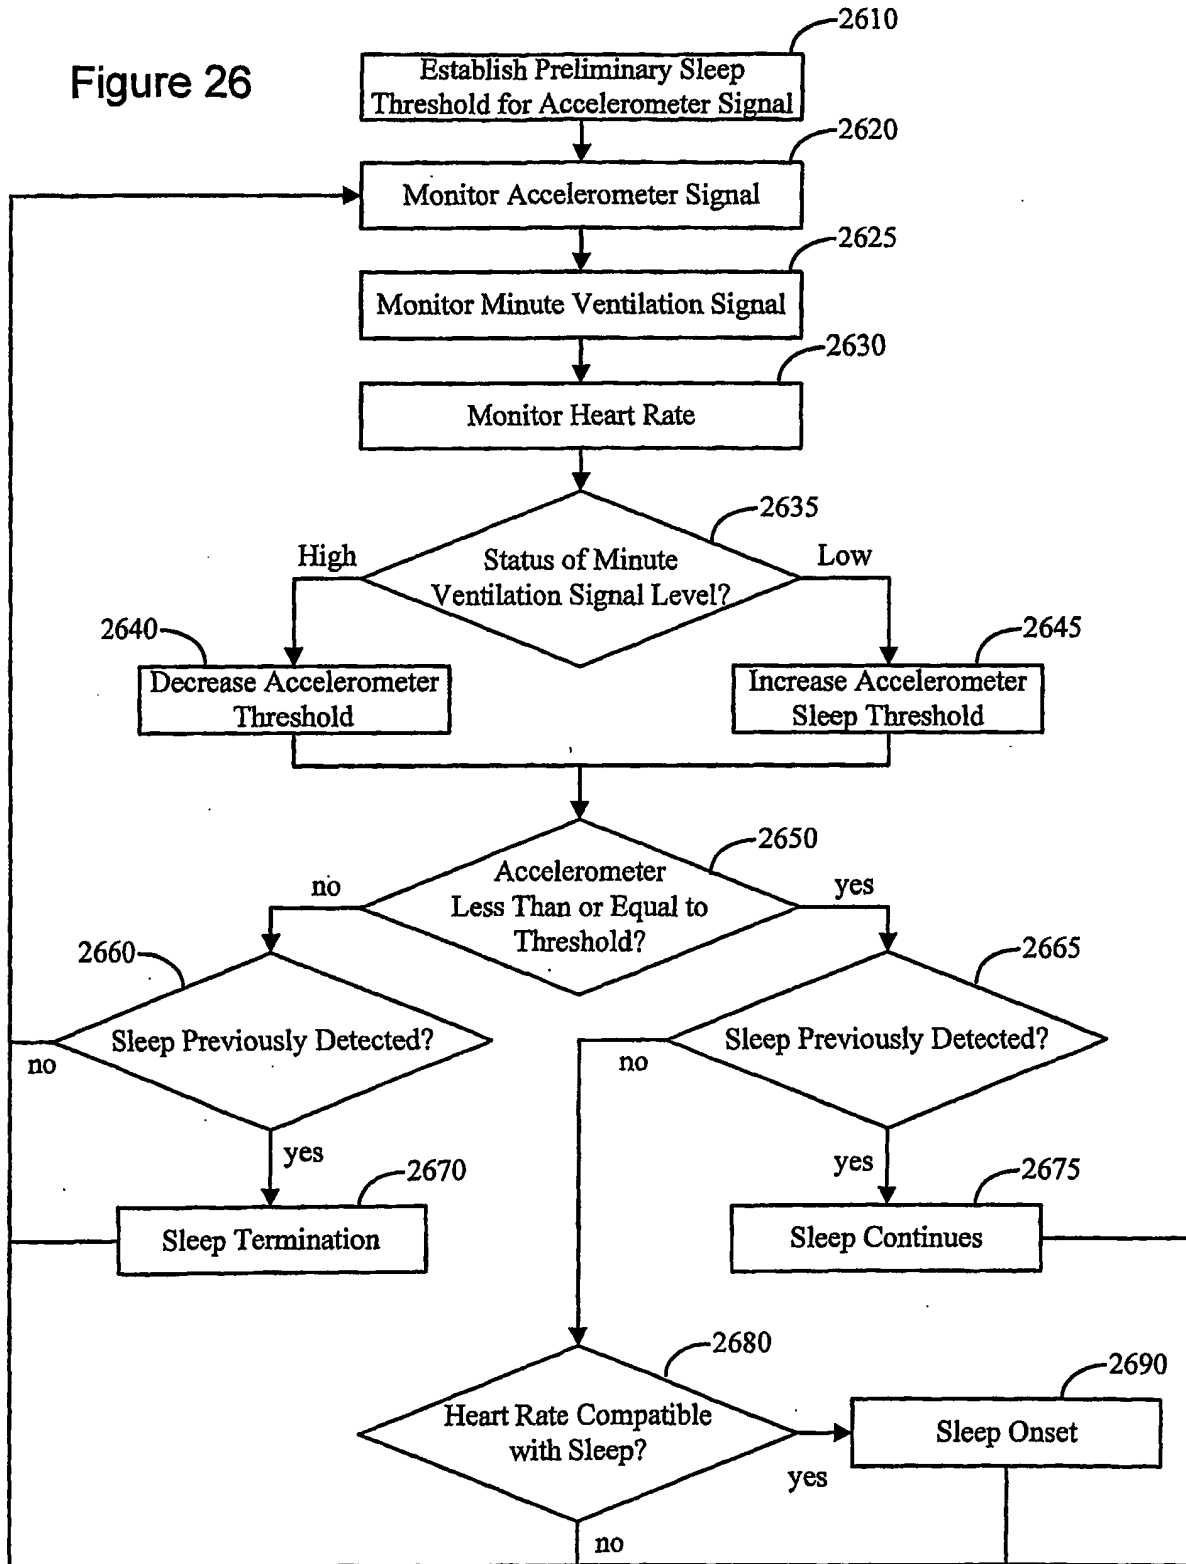 2610
Figure 26
Establish Preliminary Sleep
Threshold for Accelerometer Signal
2620
Monitor Accelerometer Signal
2625
Monitor Minute Ventilation Signal
2630
Monitor Heart Rate
2635
High
Status of Minute
Ventilation Signal Level?
Low
2640
2645
Decrease Accelerometer
Threshold
Increase Accelerometer
Sleep Threshold
2650
no
Accelerometer
Less Than or Equal to
Threshold?
yes
2660
2665
Sleep Previously Detected?
no
Sleep Previously Detected?
no
yes
2670
yes
2675
Sleep Termination
Sleep Continues
2680
2690
Heart Rate Compatible
with Sleep?
Sleep Onset
yes
no